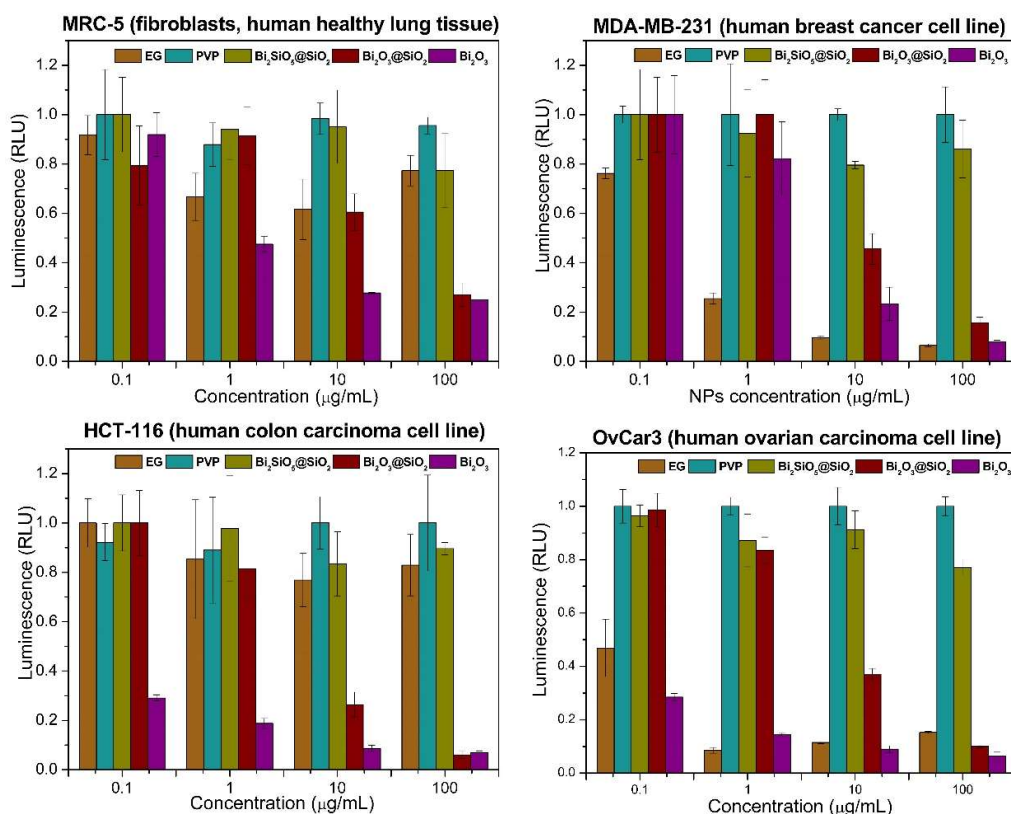 MRC-5 (fibroblasts, human healthy lung tissue)
EG PVP Bi₂SiO₅@SiO₂ Bi₂O₃@SiO₂ Bi₂O₃
1.2
1.0
0.8
0.6
0.4
0.2
0.0
Luminescence (RLU)
0.1 1 10 100
Concentration (μg/mL)
MDA-MB-231 (human breast cancer cell line)
EG PVP Bi₂SiO₅@SiO₂ Bi₂O₃@SiO₂ Bi₂O₃
1.2
1.0
0.8
0.6
0.4
0.2
0.0
Luminescence (RLU)
0.1 1 10 100
NPs concentration (μg/mL)
HCT-116 (human colon carcinoma cell line)
EG PVP Bi₂SiO₅@SiO₂ Bi₂O₃@SiO₂ Bi₂O₃
1.2
1.0
0.8
0.6
0.4
0.2
0.0
Luminescence (RLU)
0.1 1 10 100
Concentration (μg/mL)
OvCar3 (human ovarian carcinoma cell line)
EG PVP Bi₂SiO₅@SiO₂ Bi₂O₃@SiO₂ Bi₂O₃
1.2
1.0
0.8
0.6
0.4
0.2
0.0
Luminescence (RLU)
0.1 1 10 100
Concentration (μg/mL)